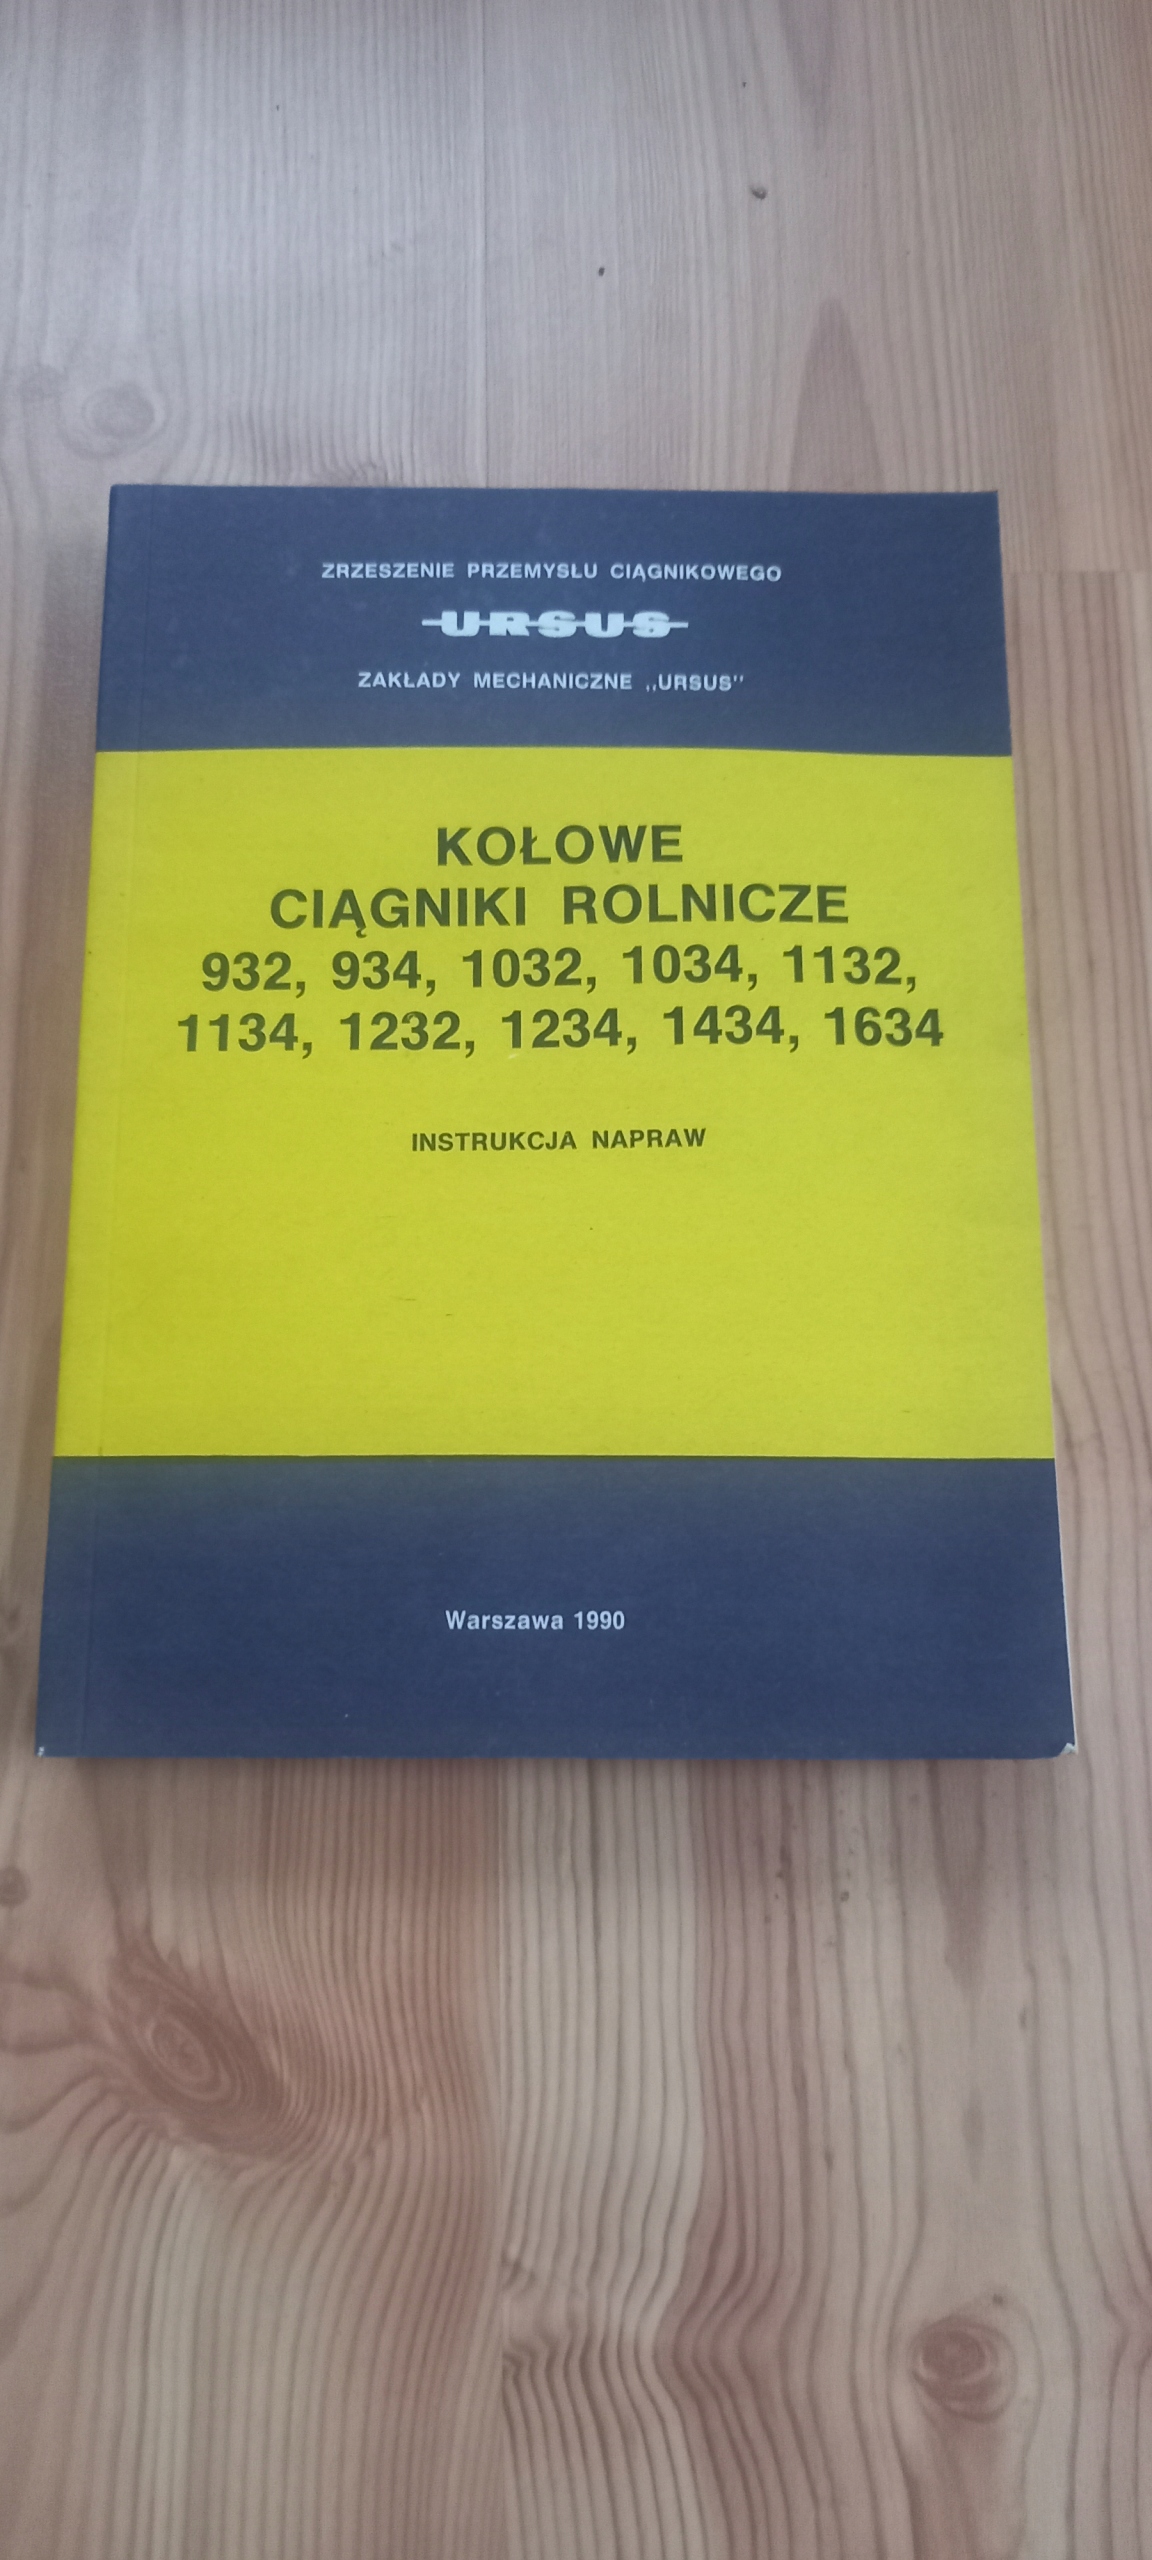 ZRZESZENIE PRZEMYSŁU CIĄGNIKOWEGO
URSUS
ZAKŁADY MECHANICZNE „URSUS"
KOŁOWE
CIĄGNIKI ROLNICZE
932, 934, 1032, 1034, 1132,
1134, 1232, 1234, 1434, 1634
INSTRUKCJA NAPRAW
Warszawa 1990